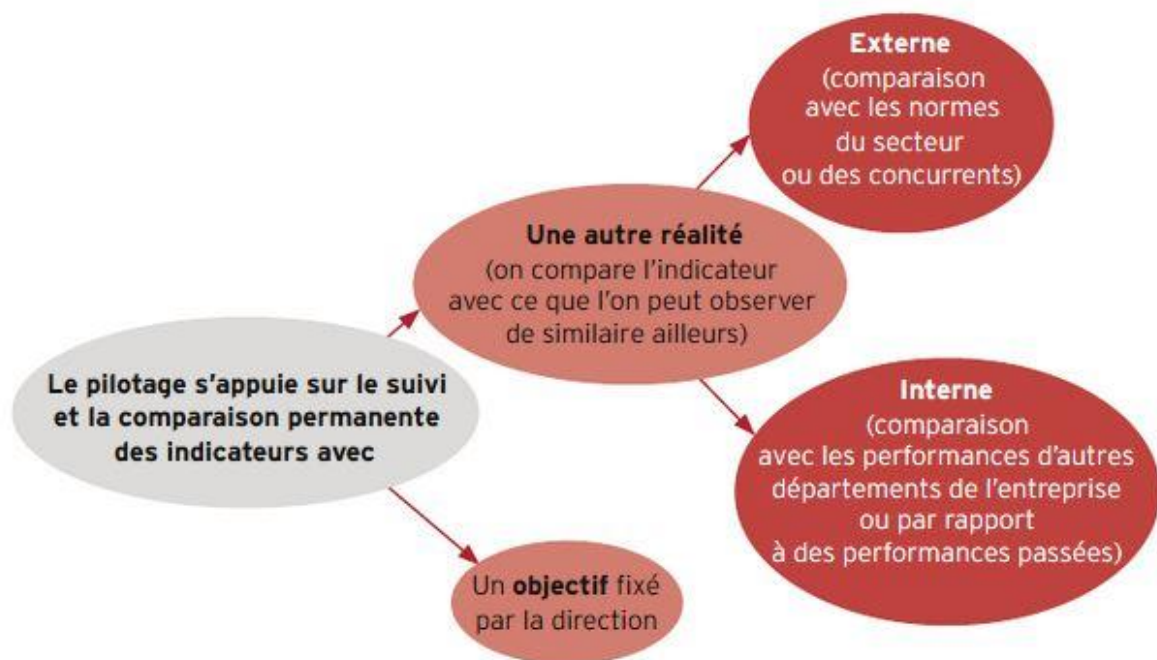 Externe
(comparaison
avec les normes
du secteur
ou des concurrents)
Une autre réalité
(on compare l’indicateur
avec ce que l’on peut observer
de similaire ailleurs)
Le pilotage s’appuie sur le suivi
et la comparaison permanente
des indicateurs avec
Interne
(comparaison
avec les performances d’autres
départements de l’entreprise
ou par rapport
à des performances passées)
Un objectif fixé
par la direction